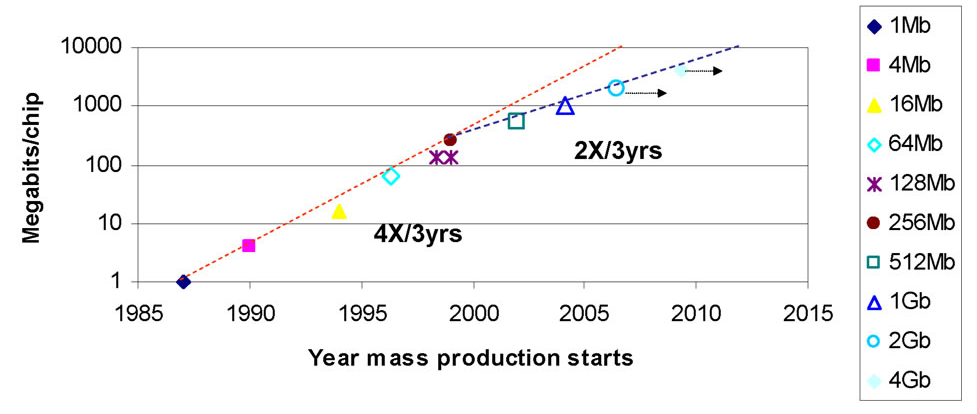 10000
1000
100
10
1
Megabits/chip
4X/3yrs
2X/3yrs
1985 1990 1995 2000 2005 2010 2015
Year mass production starts
1Mb
4Mb
16Mb
64Mb
128Mb
256Mb
512Mb
1Gb
2Gb
4Gb